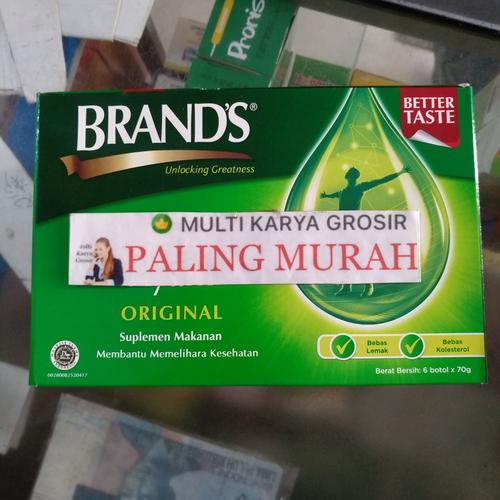 Proris
BRAND'S®
Unlocking Greatness
BETTER
TASTE
MULTI KARYA GROSIR
PALING MURAH
ORIGINAL
Suplemen Makanan
Membantu Memelihara Kesehatan
Bebas
Lemak
Bebas
Kolesterol
Berat Bersih: 6 botol x 70g